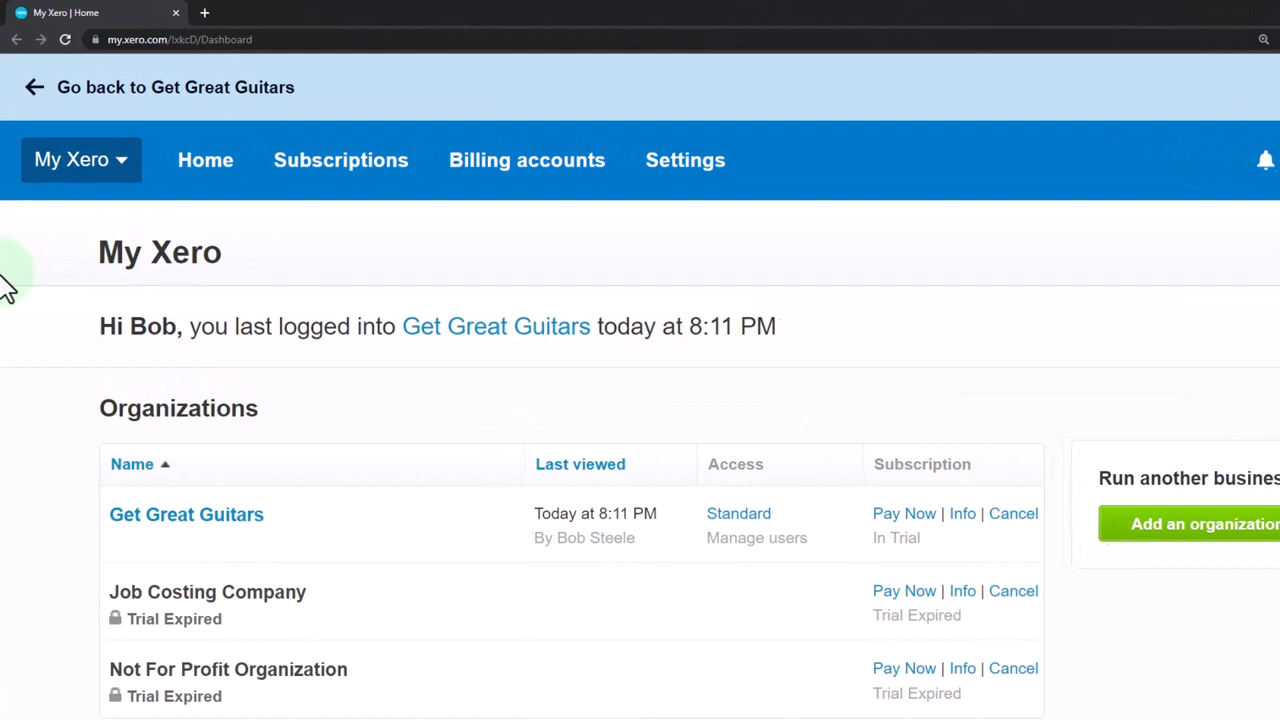 My Xero | Home
my.xero.com/!xkcD/Dashboard
Go back to Get Great Guitars
My Xero Home Subscriptions Billing accounts Settings
My Xero
Hi Bob, you last logged into Get Great Guitars today at 8:11 PM
Organizations
Name Last viewed Access Subscription
Get Great Guitars Today at 8:11 PM Standard Pay Now | Info | Cancel
By Bob Steele Manage users In Trial
Job Costing Company Pay Now | Info | Cancel
Trial Expired Trial Expired
Not For Profit Organization Pay Now | Info | Cancel
Trial Expired Trial Expired
Run another busines
Add an organization